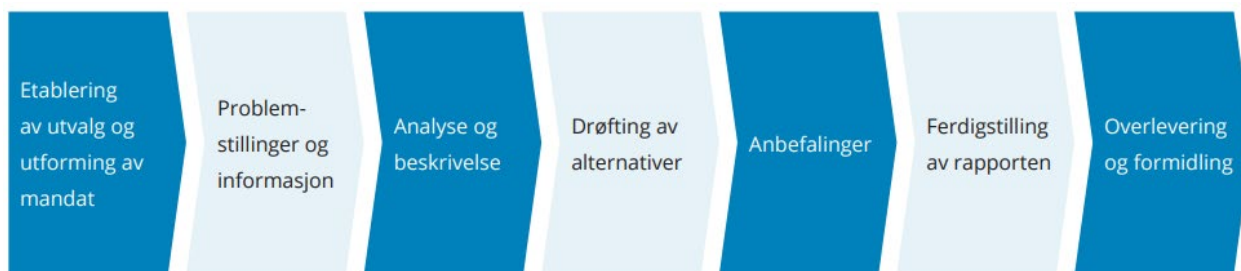 Etablering
av utvalg og
utforming av
mandat
Problem-
stillinger og
informasjon
Analyse og
beskrivelse
Drøfting av
alternativer
Anbefalinger
Ferdigstilling
av rapporten
Overlevering
og formidling